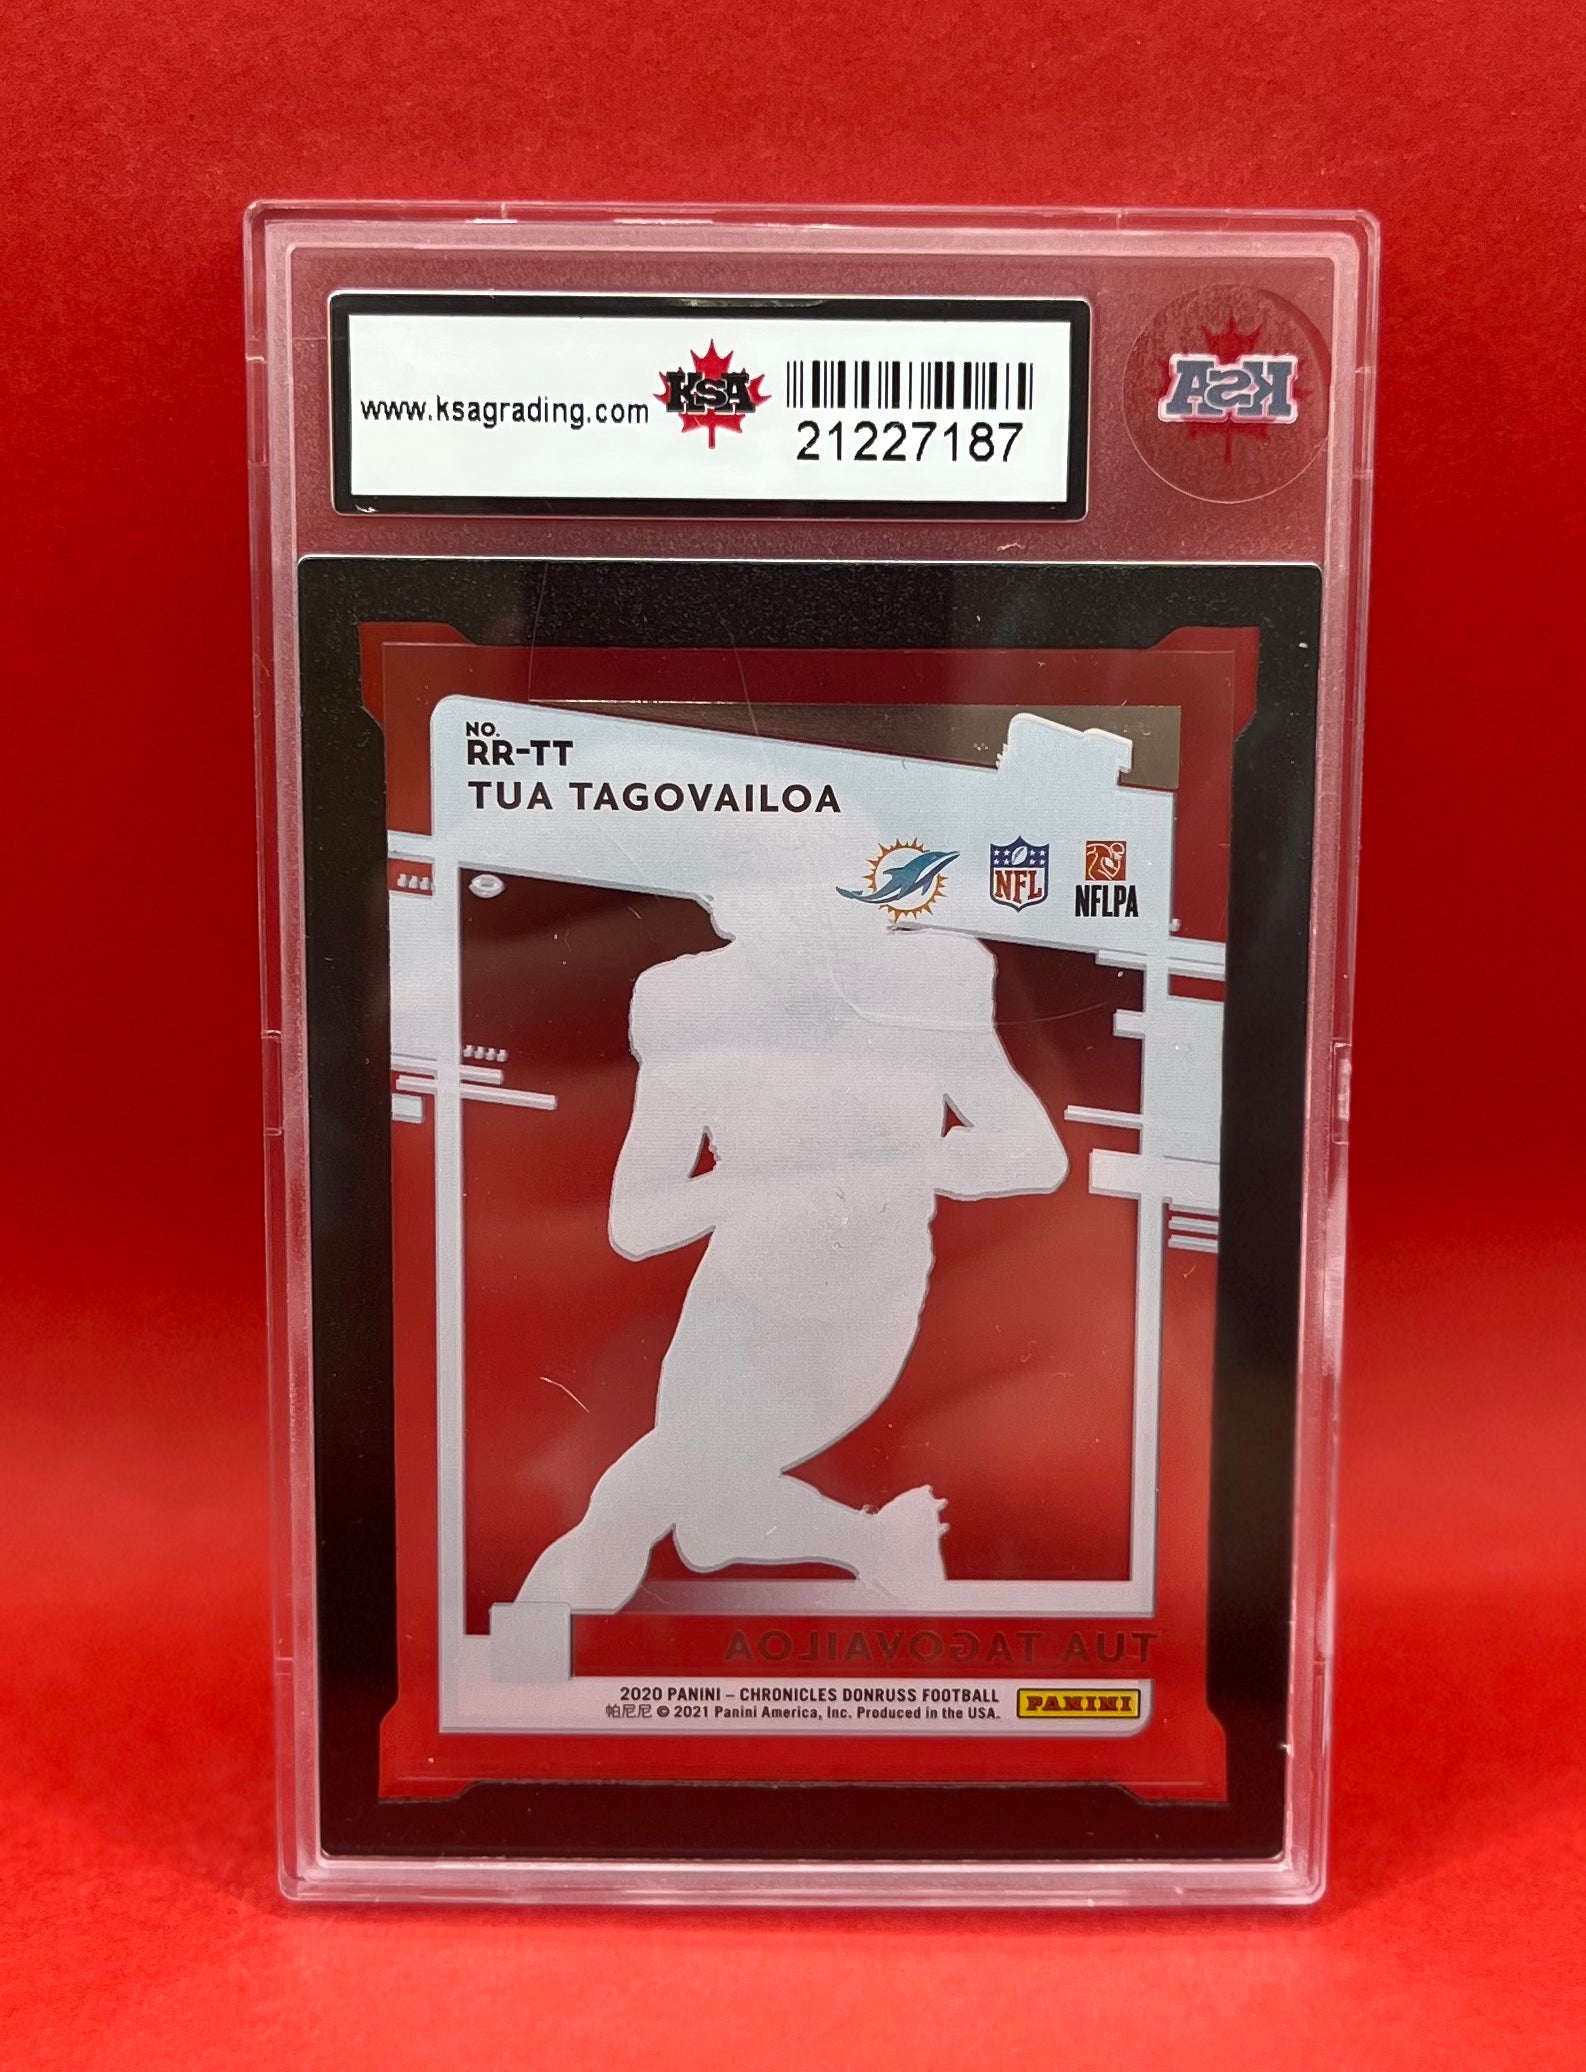 www.ksagrading.com
KSA
21227187
KSA
NO.
RR-TT
TUA TAGOVAILOA
NFL
NFLPA
TUA TAGOVAILOA
2020 PANINI – CHRONICLES DONRUSS FOOTBALL
帕尼尼 © 2021 Panini America, Inc. Produced in the USA.
PANINI